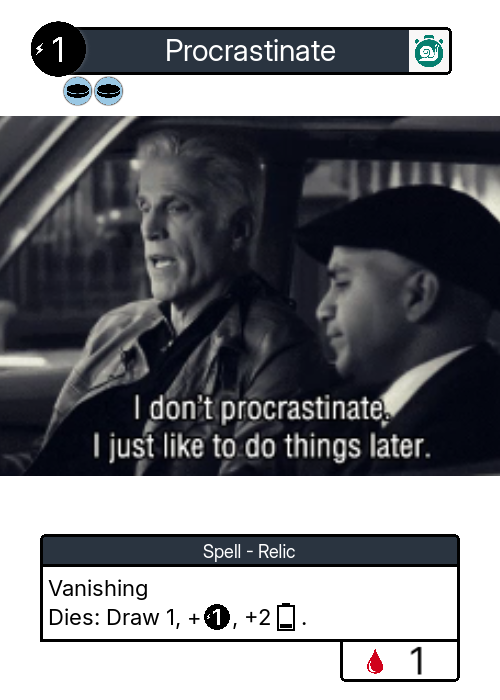 1 Procrastinate
I don't procrastinate.
I just like to do things later.
Spell - Relic
Vanishing
Dies: Draw 1, + 1 , +2 .
1